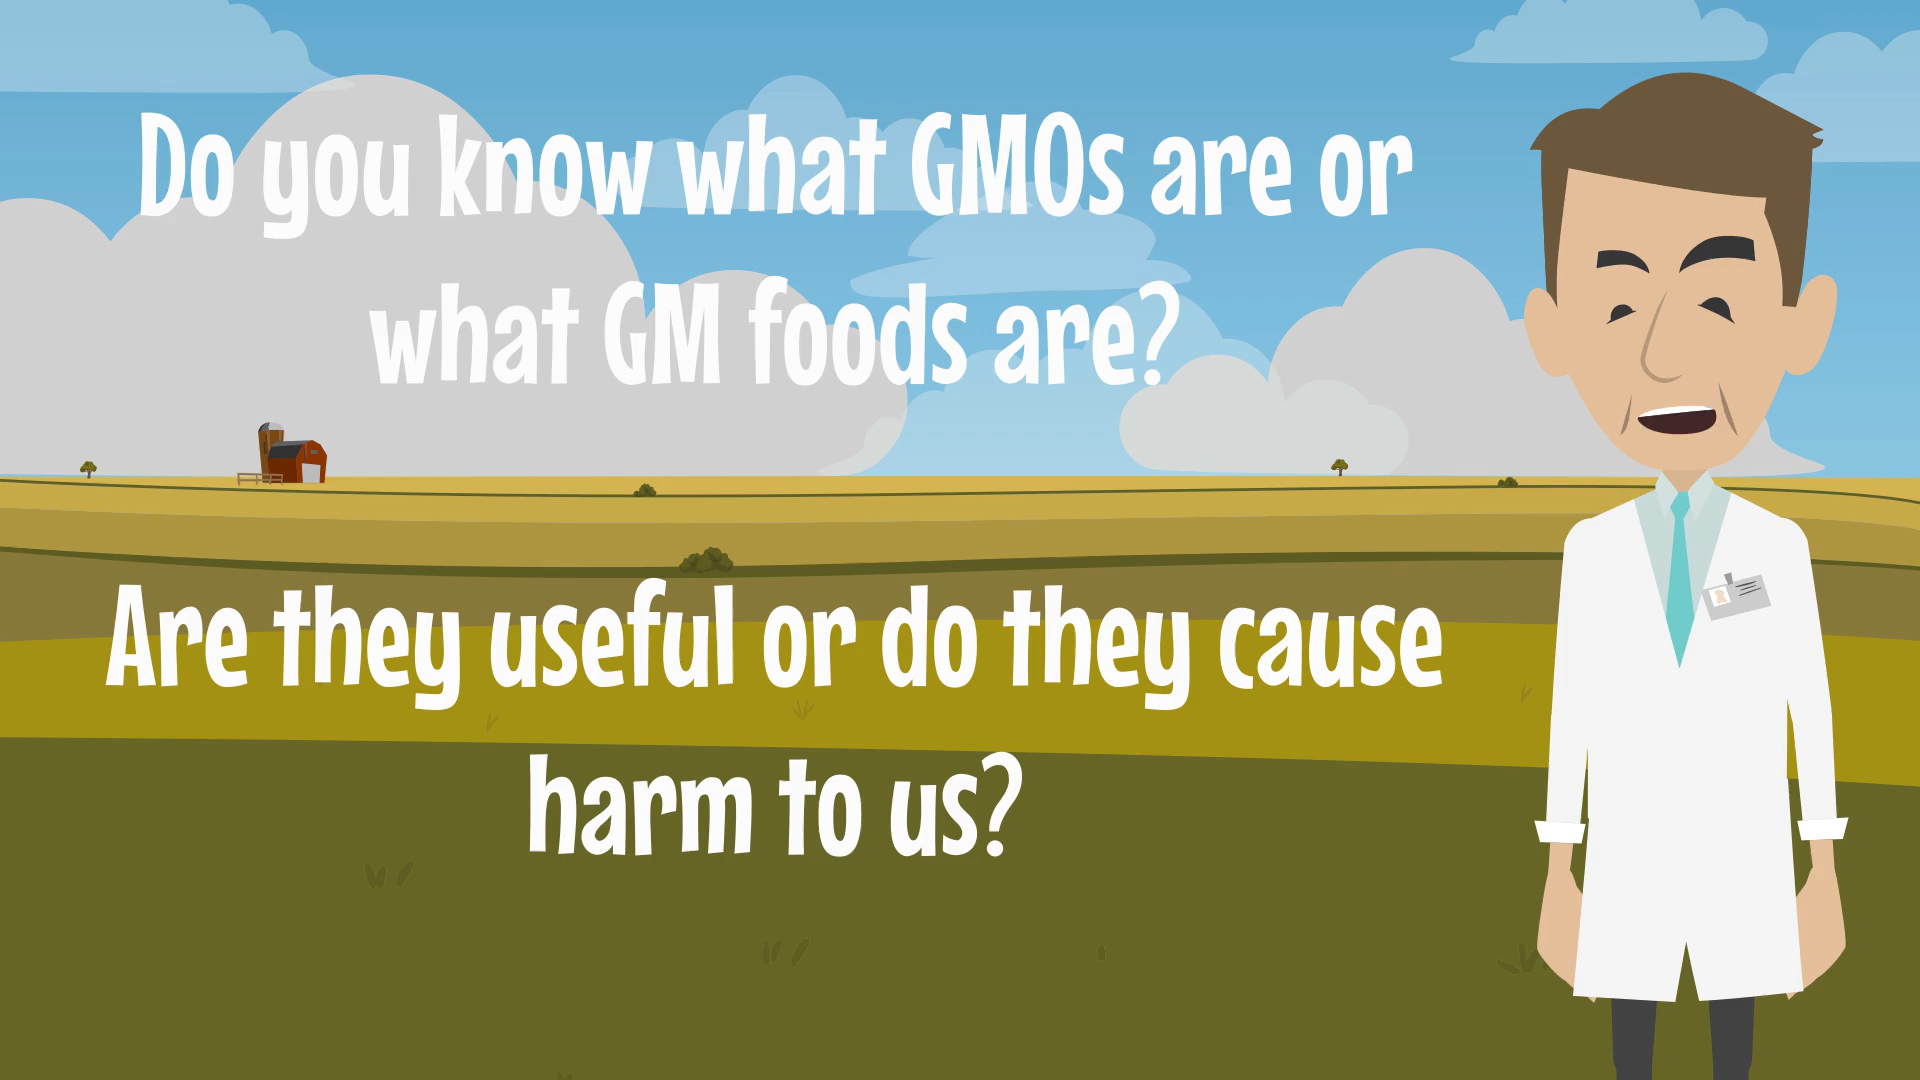 Do you know what GMOs are or
what GM foods are?
Are they useful or do they cause
harm to us?